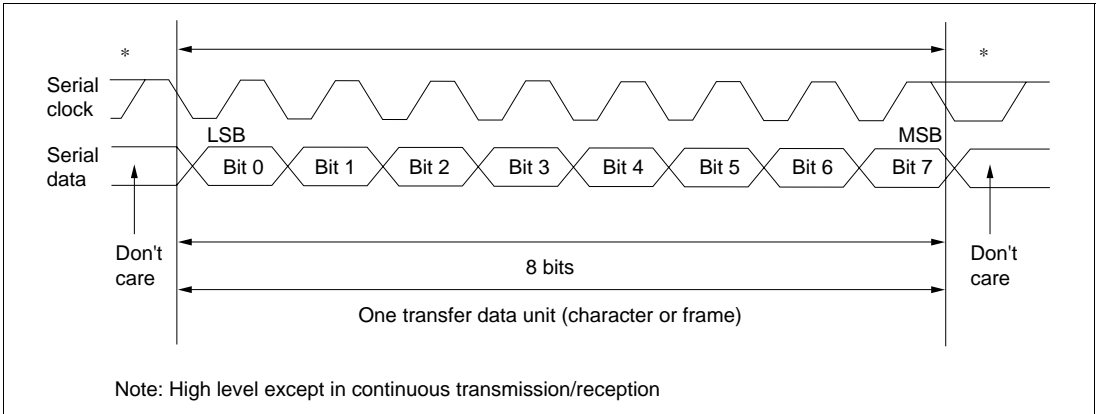 * *
Serial
clock
LSB MSB
Serial
data
Bit 0 Bit 1 Bit 2 Bit 3 Bit 4 Bit 5 Bit 6 Bit 7
Don't
care
8 bits
Don't
care
One transfer data unit (character or frame)
Note: High level except in continuous transmission/reception